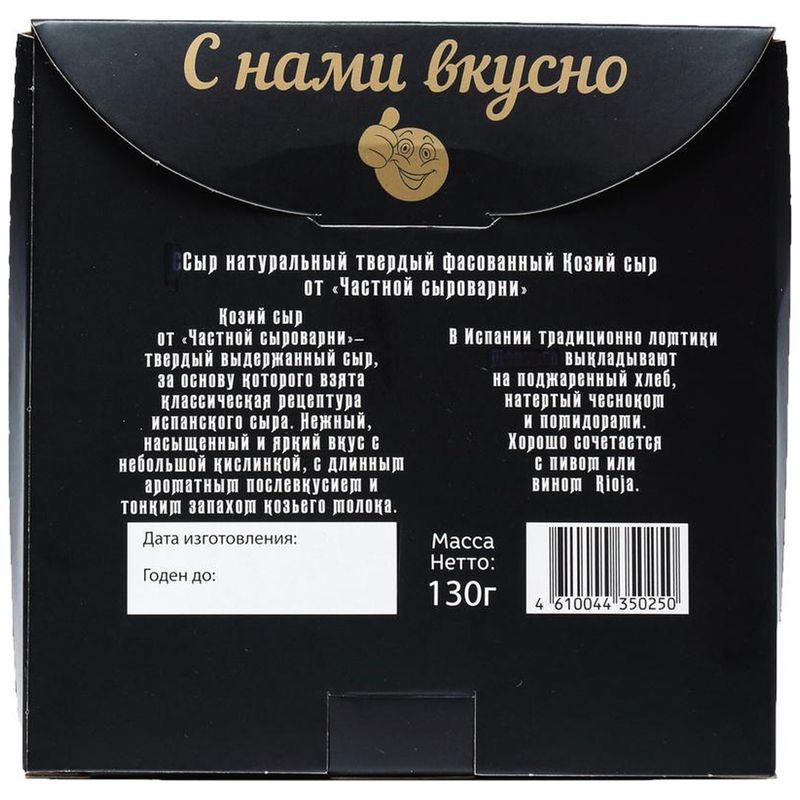 С нами вкусно
Сыр натуральный твердый фасованный Козий сыр
от «Частной сыроварни»
Козий сыр
от «Частной сыроварни»–
твердый выдержанный сыр,
за основу которого взята
классическая рецептура
испанского сыра. Нежный,
насыщенный и яркий вкус с
небольшой кислинкой, с длинным
ароматным послевкусием и
тонким запахом козьего молока.
В Испании традиционно ломтики
выкладывают
на поджаренный хлеб,
натертый чесноком
и помидорами.
Хорошо сочетается
с пивом или
вином Rioja.
Дата изготовления:
Годен до:
Масса
Нетто:
130г
4 610044 350250